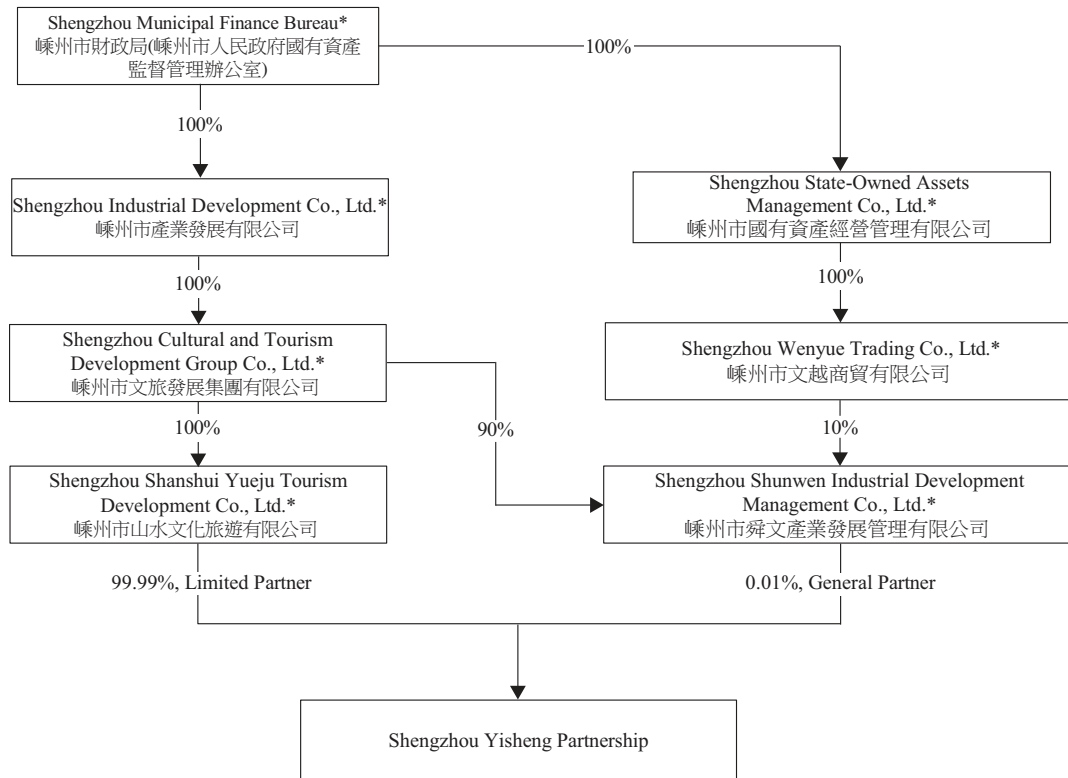 Shengzhou Municipal Finance Bureau*
嵊州市財政局(嵊州市人民政府國有資產
監督管理辦公室)
100%
100%
Shengzhou Industrial Development Co., Ltd.*
嵊州市產業發展有限公司
Shengzhou State-Owned Assets
Management Co., Ltd.*
嵊州市國有資產經營管理有限公司
100%
100%
Shengzhou Cultural and Tourism
Development Group Co., Ltd.*
嵊州市文旅發展集團有限公司
Shengzhou Wenyue Trading Co., Ltd.*
嵊州市文越商貿有限公司
100%
90%
10%
Shengzhou Shanshui Yueju Tourism
Development Co., Ltd.*
嵊州市山水文化旅遊有限公司
Shengzhou Shunwen Industrial Development
Management Co., Ltd.*
嵊州市舜文產業發展管理有限公司
99.99%, Limited Partner
0.01%, General Partner
Shengzhou Yisheng Partnership